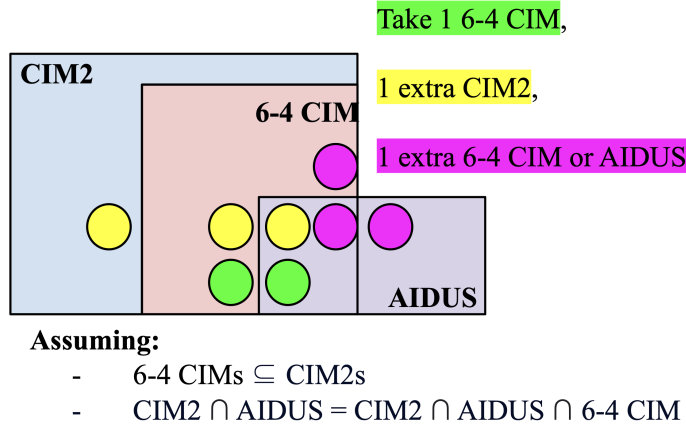 Take 1 6-4 CIM,
CIM2
1 extra CIM2,
6-4 CIM
1 extra 6-4 CIM or AIDUS
AIDUS
Assuming:
- 6-4 CIMs ⊆ CIM2s
- CIM2 ∩ AIDUS = CIM2 ∩ AIDUS ∩ 6-4 CIM